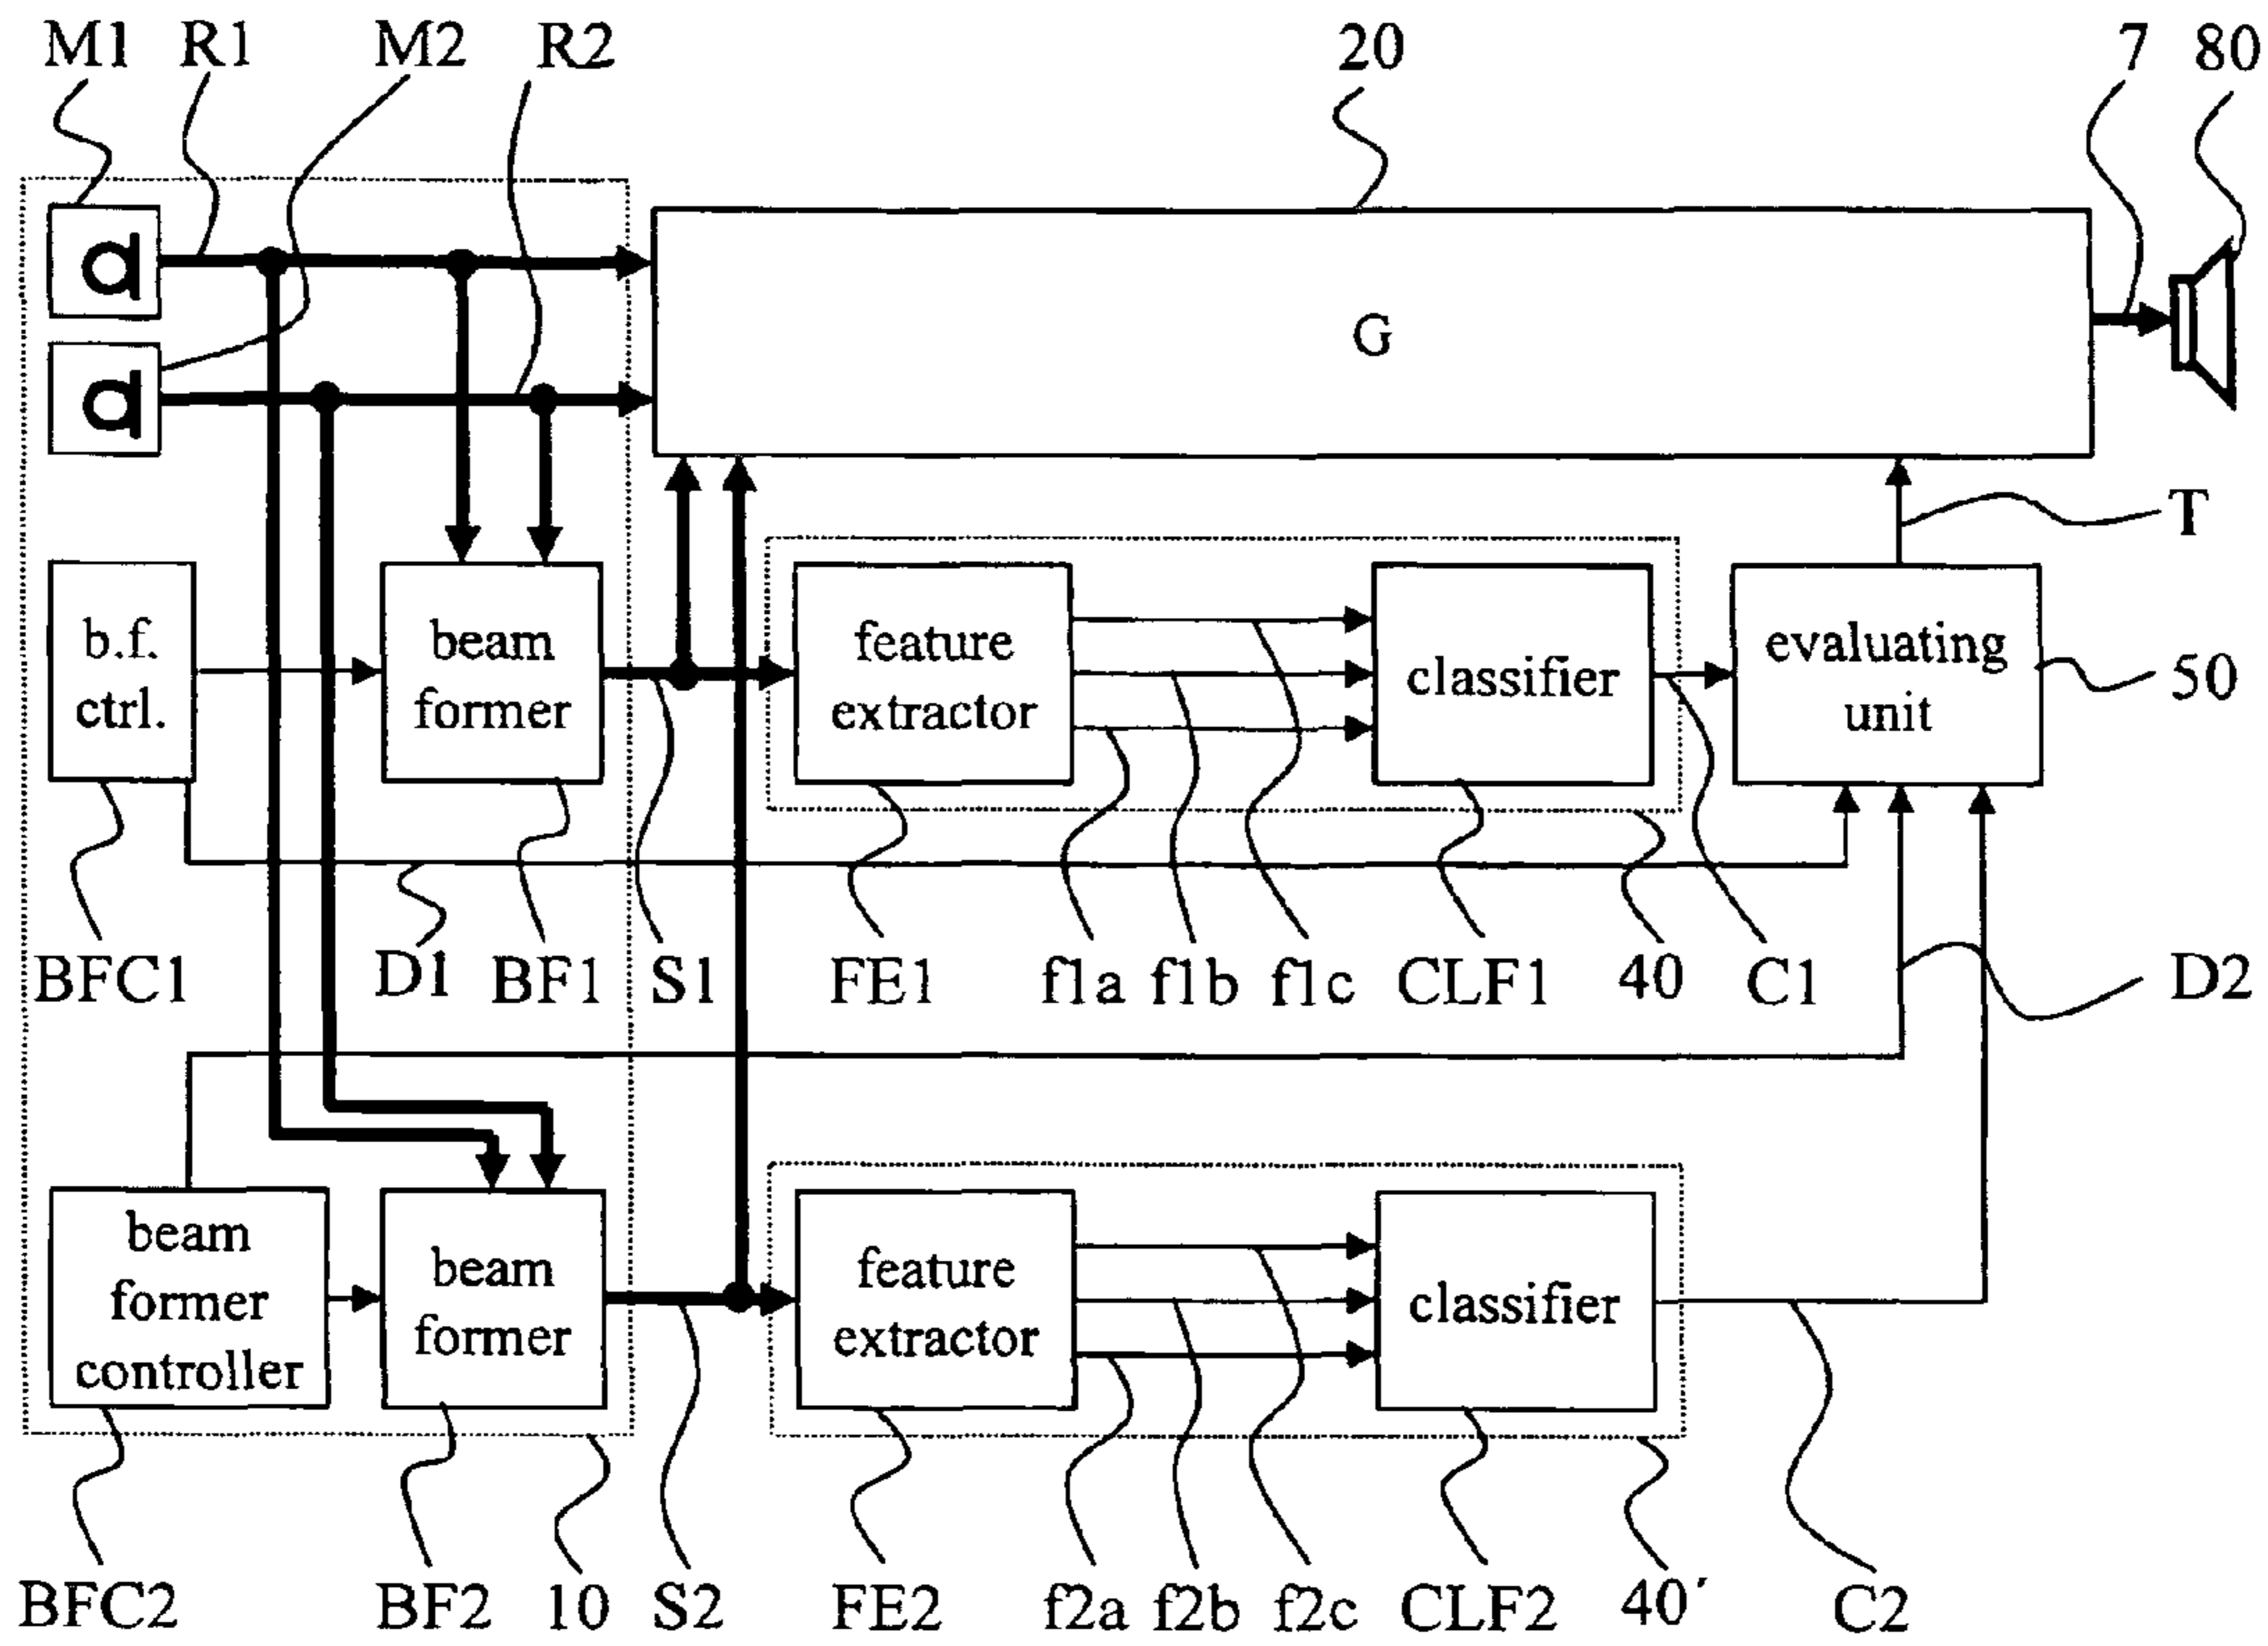 M1 R1 M2 R2 20 7 80
G
T
b.f.
ctrl.
beam
former
feature
extractor
classifier
evaluating
unit
50
BFC1 D1 BF1 S1 FE1 f1a f1b f1c CLF1 40 C1 D2
beam
former
controller
beam
former
feature
extractor
classifier
BFC2 BF2 10 S2 FE2 f2a f2b f2c CLF2 40′ C2